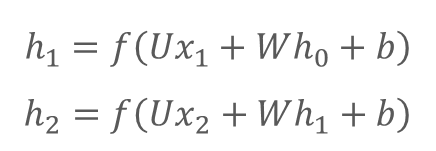 h₁ = f(Ux₁ + Wh₀ + b)
h₂ = f(Ux₂ + Wh₁ + b)